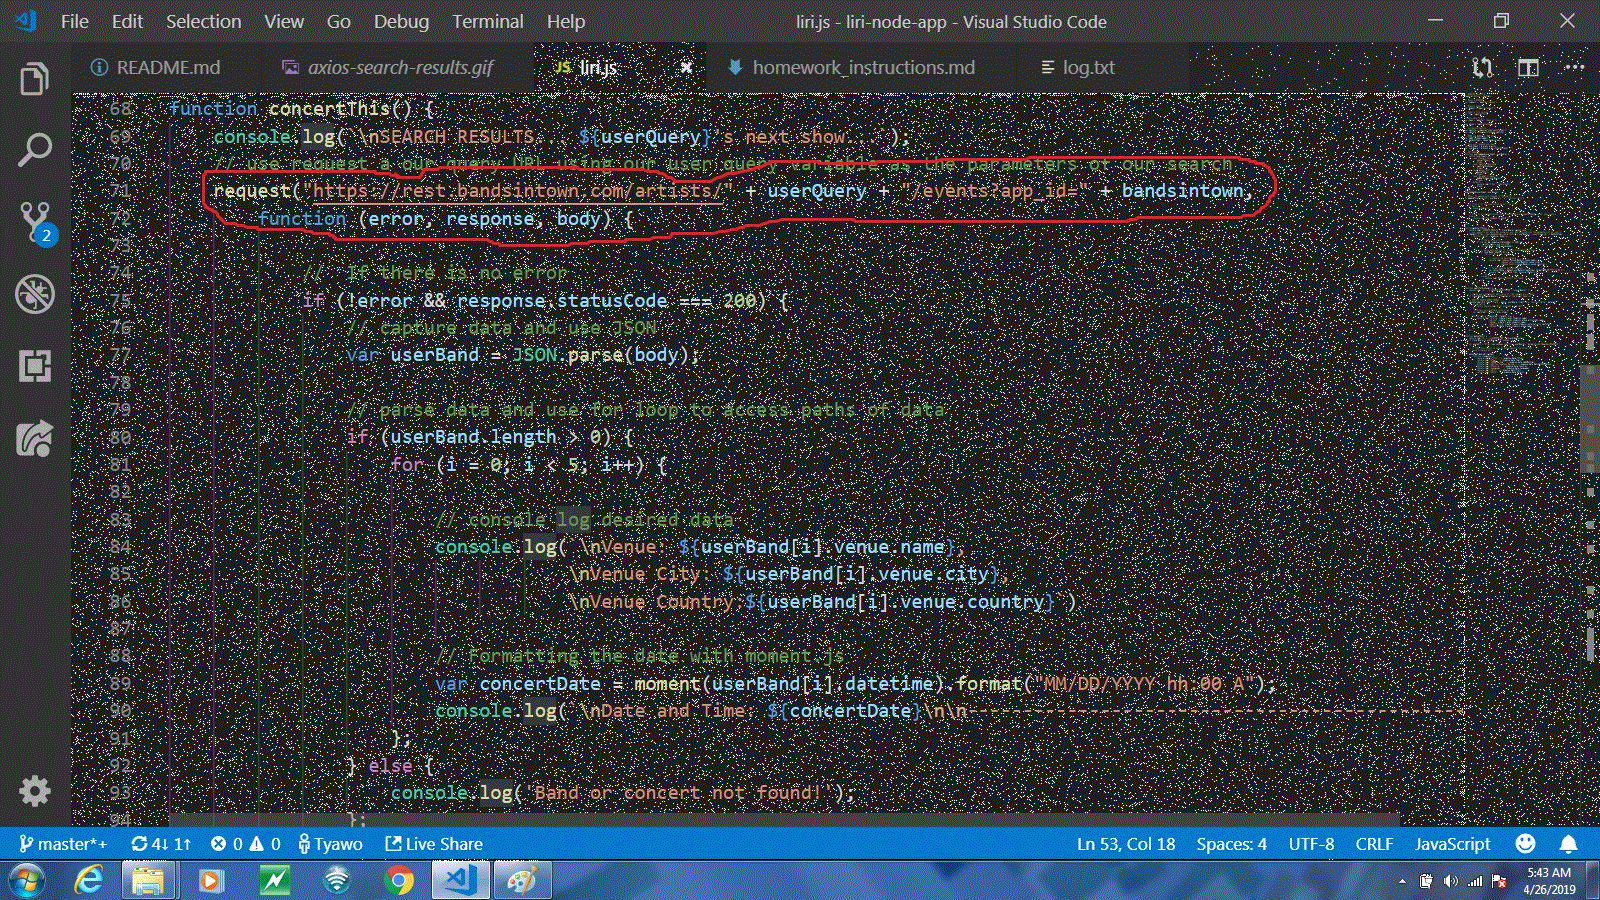 File Edit Selection View Go Debug Terminal Help liri.js - liri-node-app - Visual Studio Code
README.md axios-search-results.gif JS liri.js homework_instructions.md log.txt
68 function concertThis() {
69 console.log(`\nSEARCH RESULTS... ${userQuery}'s next show...`);
70 // use request a our query URL using our user query variable as the parameters of our search
71 request("https://rest.bandsintown.com/artists/" + userQuery + "/events?app_id=" + bandsintown,
72 function (error, response, body) {
73
74 // If there is no error
75 if (!error && response.statusCode === 200) {
76 // capture data and use JSON
77 var userBand = JSON.parse(body);
78
79 // parse data and use for loop to access paths of data
80 if (userBand.length > 0) {
81 for (i = 0; i < 5; i++) {
82
83 // console log desired data
84 console.log(`\nVenue: ${userBand[i].venue.name},
85 \nVenue City: ${userBand[i].venue.city},
86 \nVenue Country:${userBand[i].venue.country}`)
87
88 // Formatting the date with moment.js
89 var concertDate = moment(userBand[i].datetime).format("MM/DD/YYYY hh:00 A");
90 console.log(`\nDate and Time: ${concertDate}\n\n---------------------------------------------
91 };
92 } else {
93 console.log('Band or concert not found!');
94 };
2
master*+ 4↓ 1↑ 0 0 Tyawo Live Share Ln 53, Col 18 Spaces: 4 UTF-8 CRLF JavaScript
5:43 AM
4/26/2019